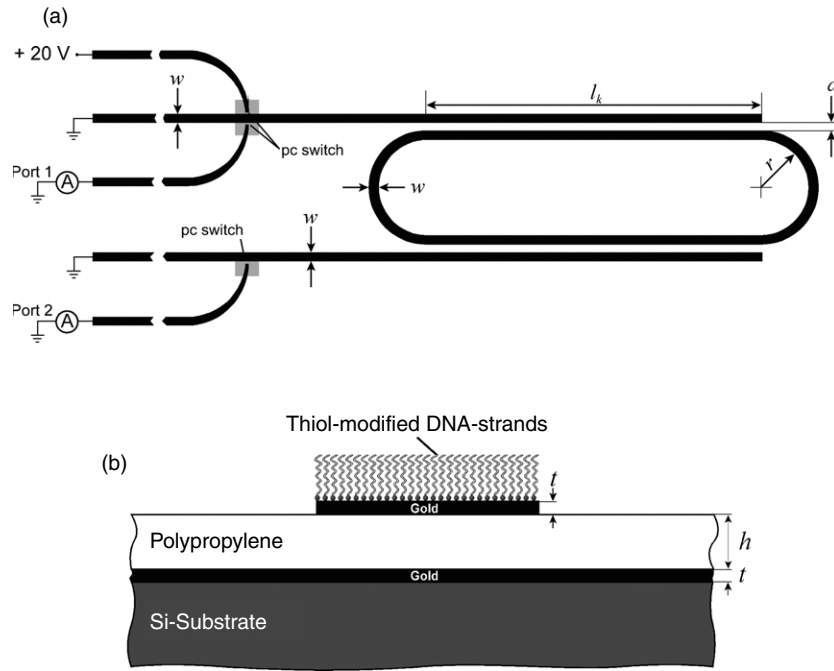 (a)
+ 20 V
w
l_k
d
pc switch
Port 1
A
w
r
pc switch
w
Port 2
A
Thiol-modified DNA-strands
(b)
t
Gold
Polypropylene
h
Gold
t
Si-Substrate